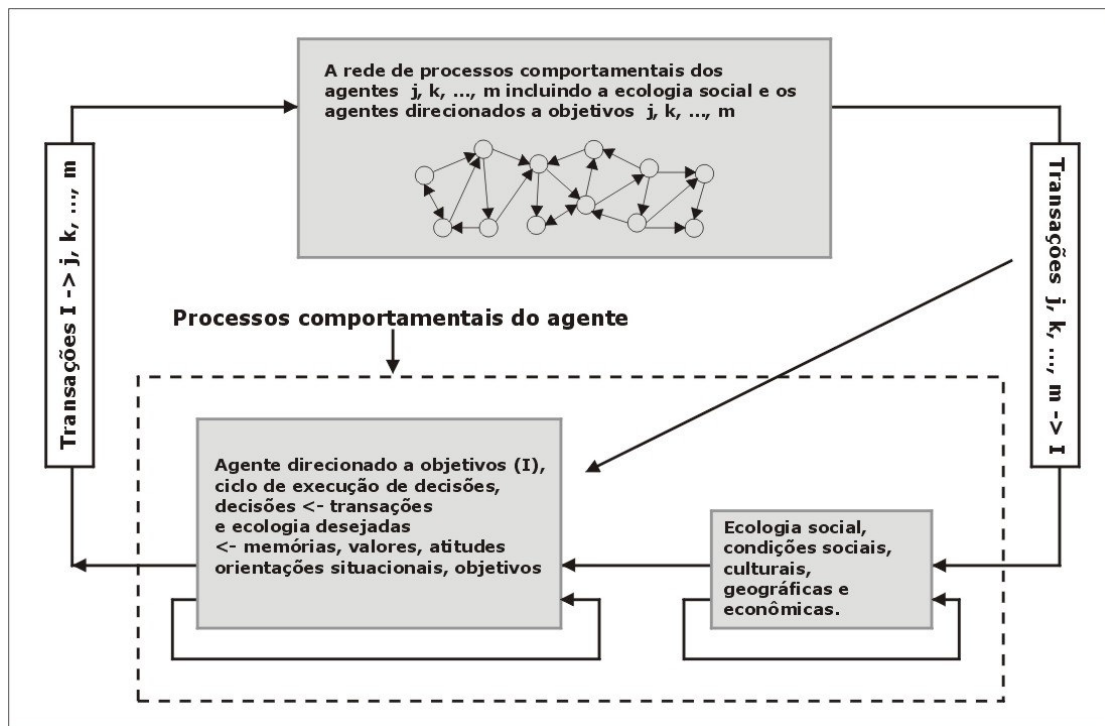 A rede de processos comportamentais dos
agentes j, k, ..., m incluindo a ecologia social e os
agentes direcionados a objetivos j, k, ..., m
Transações I -> j, k, ..., m
Transações j, k, ..., m -> I
Processos comportamentais do agente
Agente direcionado a objetivos (I),
ciclo de execução de decisões,
decisões <- transações
e ecologia desejadas
<- memórias, valores, atitudes
orientações situacionais, objetivos
Ecologia social,
condições sociais,
culturais,
geográficas e
econômicas.